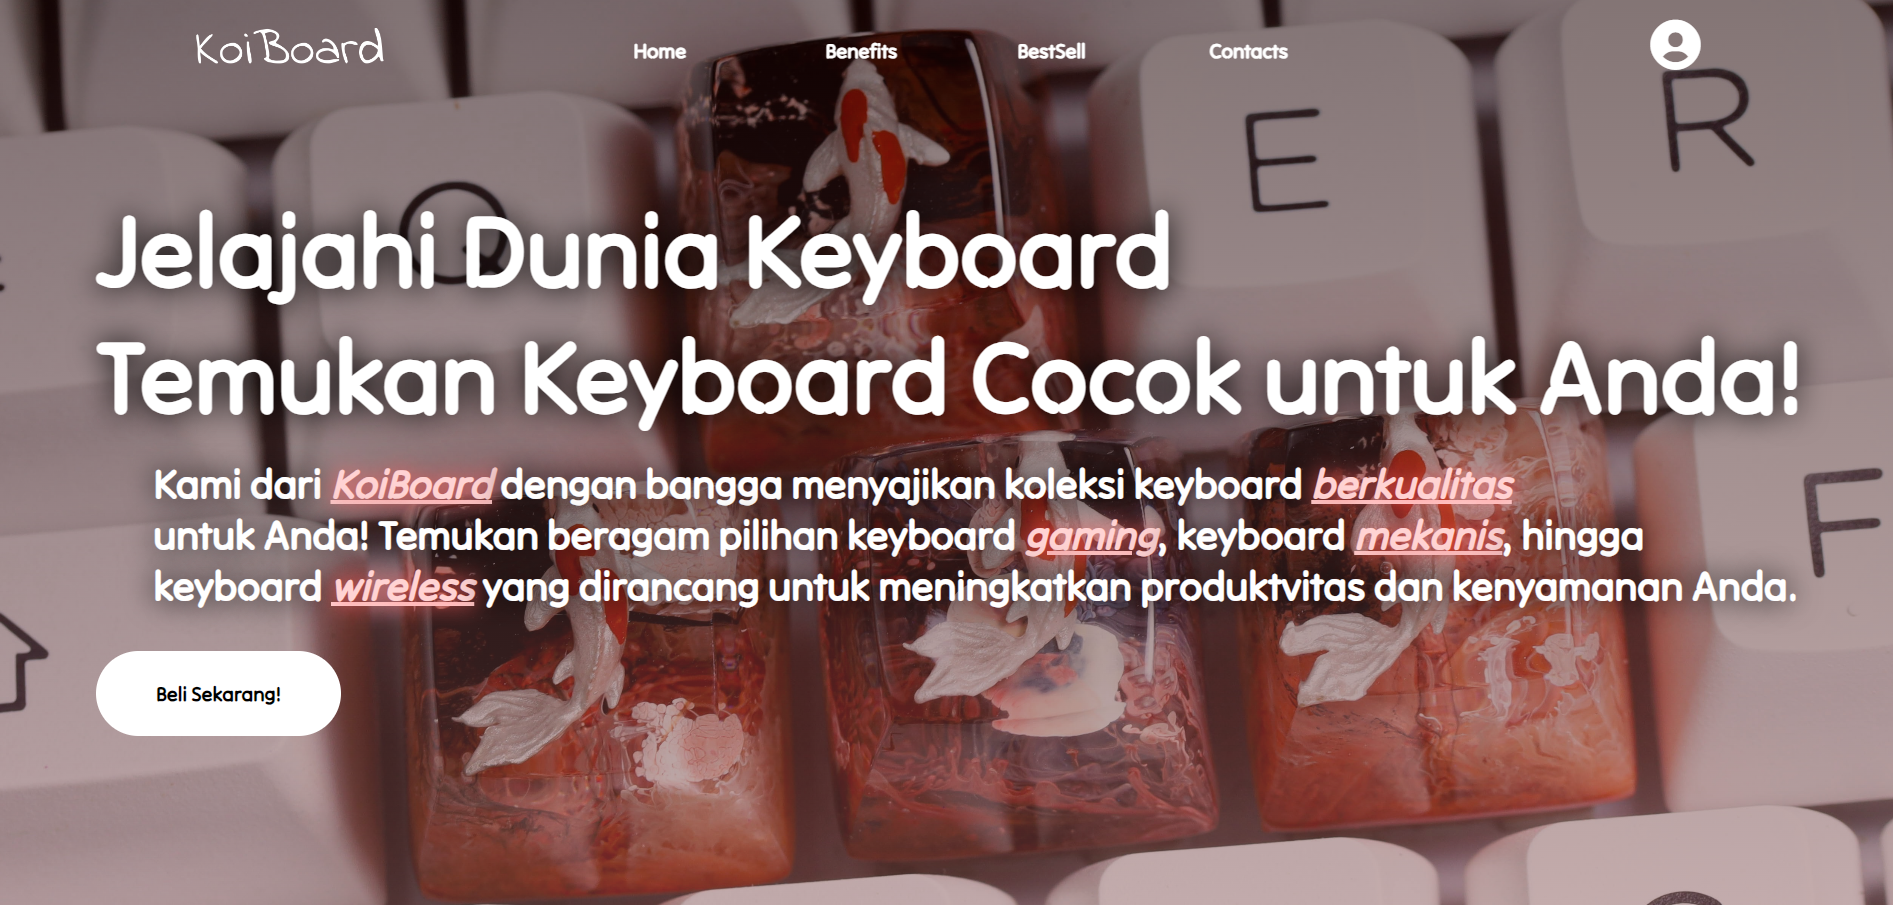 KoiBoard
Home Benefits BestSell Contacts
E R
Q
Jelajahi Dunia Keyboard
Temukan Keyboard Cocok untuk Anda!
Kami dari KoiBoard dengan bangga menyajikan koleksi keyboard berkualitas
untuk Anda! Temukan beragam pilihan keyboard gaming, keyboard mekanis, hingga
keyboard wireless yang dirancang untuk meningkatkan produktvitas dan kenyamanan Anda.
F
Beli Sekarang!